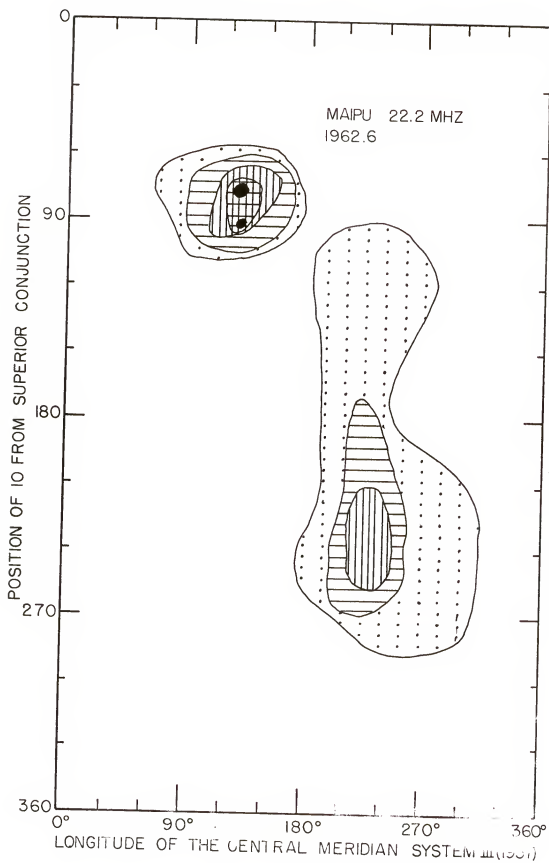 0
MAIPU 22.2 MHZ
1962.6
90
180
270
360
POSITION OF IO FROM SUPERIOR CONJUNCTION
0° 90° 180° 270° 360°
LONGITUDE OF THE CENTRAL MERIDIAN SYSTEM III (1957)